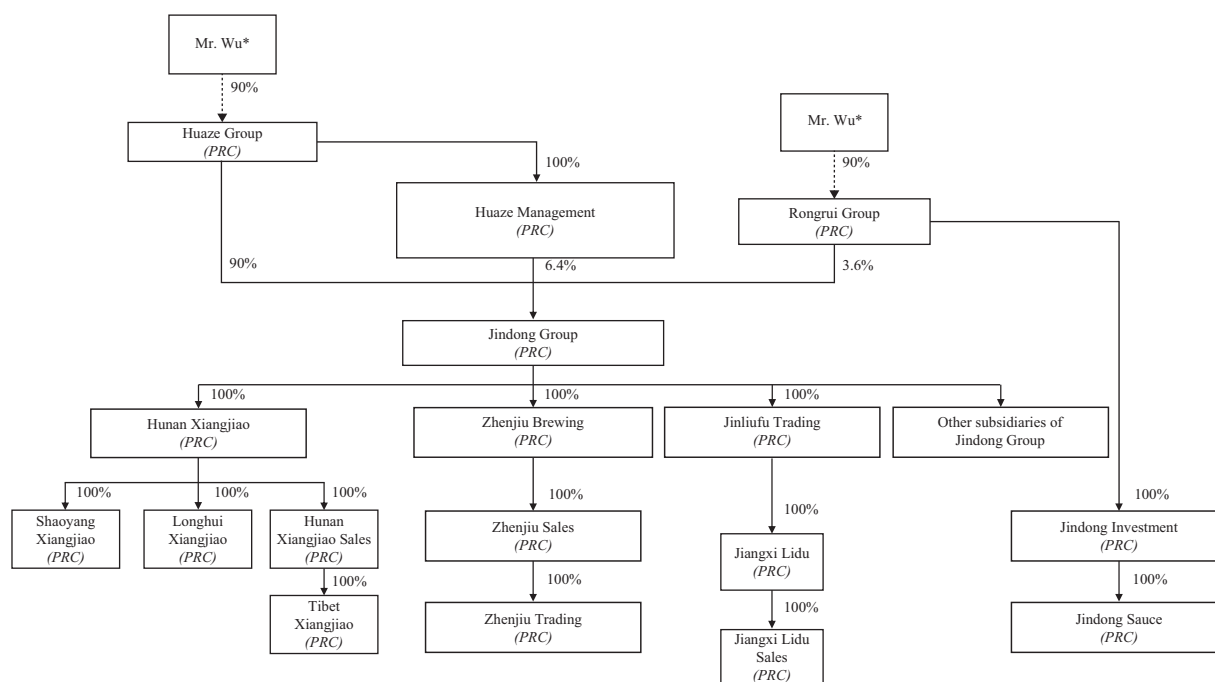 Mr. Wu*
90%
Mr. Wu*
Huaze Group
(PRC)
100%
90%
Huaze Management
(PRC)
Rongrui Group
(PRC)
90%
6.4%
3.6%
Jindong Group
(PRC)
100%
100%
100%
Hunan Xiangjiao
(PRC)
Zhenjiu Brewing
(PRC)
Jinliufu Trading
(PRC)
Other subsidiaries of
Jindong Group
100%
100%
100%
100%
100%
100%
Shaoyang
Xiangjiao
(PRC)
Longhui
Xiangjiao
(PRC)
Hunan
Xiangjiao Sales
(PRC)
Zhenjiu Sales
(PRC)
Jiangxi Lidu
(PRC)
Jindong Investment
(PRC)
100%
100%
100%
100%
Tibet
Xiangjiao
(PRC)
Zhenjiu Trading
(PRC)
Jiangxi Lidu
Sales
(PRC)
Jindong Sauce
(PRC)